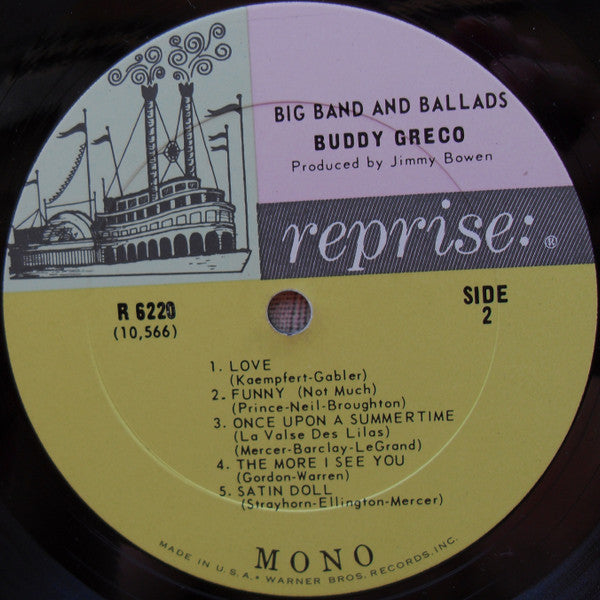 BIG BAND AND BALLADS
BUDDY GRECO
Produced by Jimmy Bowen
reprise:®
R 6220
(10,566)
SIDE
2
1. LOVE
(Kaempfert-Gabler)
2. FUNNY (Not Much)
(Prince-Neil-Broughton)
3. ONCE UPON A SUMMERTIME
(La Valse Des Lilas)
(Mercer-Barclay-LeGrand)
4. THE MORE I SEE YOU
(Gordon-Warren)
5. SATIN DOLL
(Strayhorn-Ellington-Mercer)
MONO
MADE IN U.S.A. • WARNER BROS. RECORDS, INC.